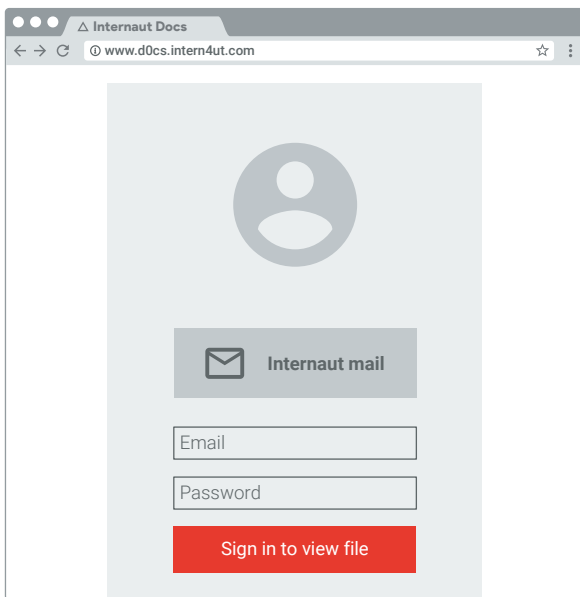 Internaut Docs
www.d0cs.intern4ut.com
Internaut mail
Email
Password
Sign in to view file